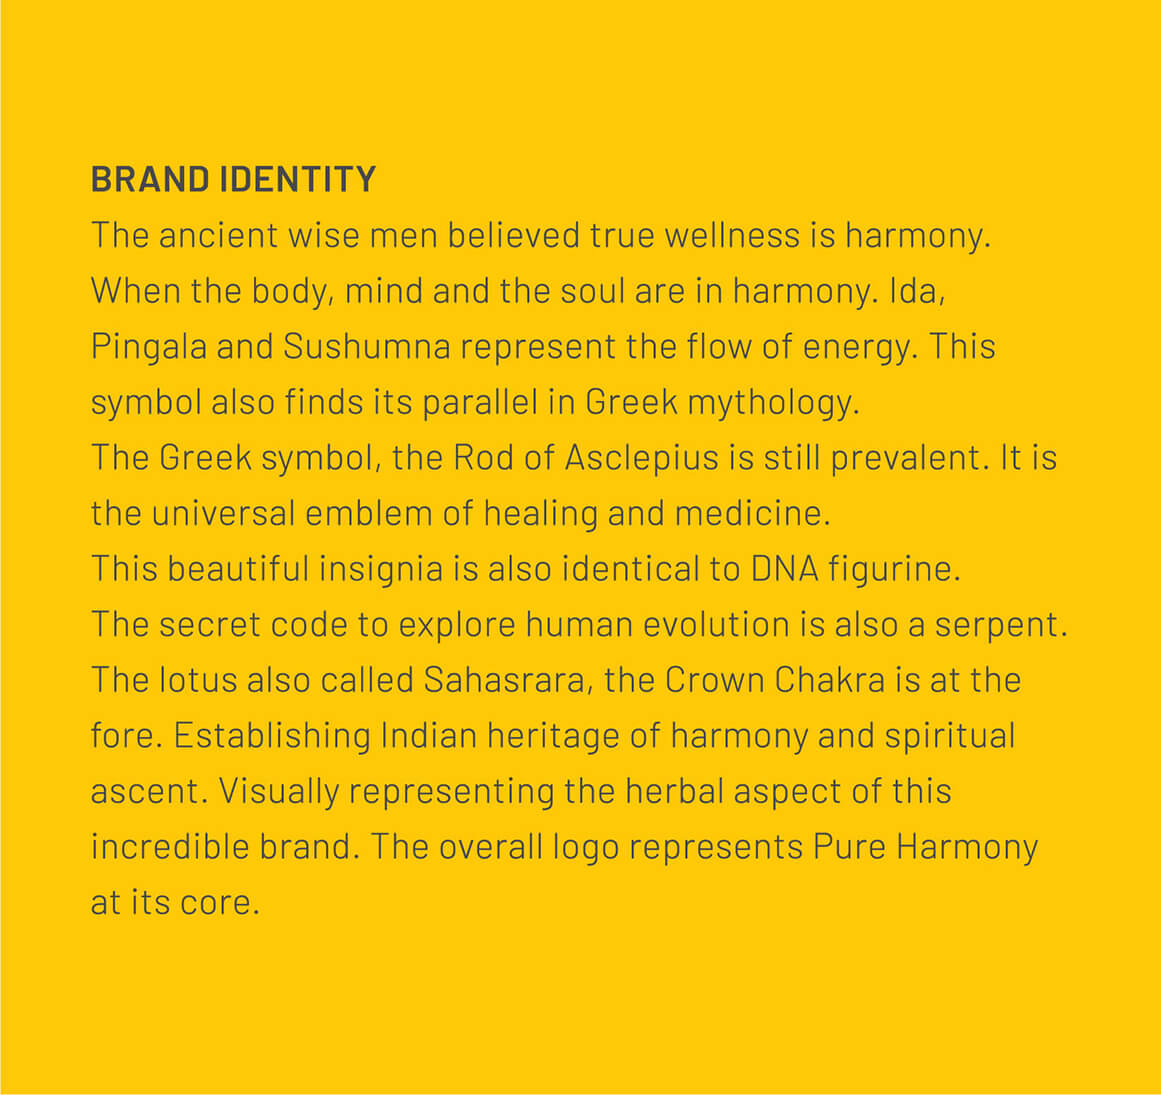 BRAND IDENTITY
The ancient wise men believed true wellness is harmony.
When the body, mind and the soul are in harmony. Ida,
Pingala and Sushumna represent the flow of energy. This
symbol also finds its parallel in Greek mythology.
The Greek symbol, the Rod of Asclepius is still prevalent. It is
the universal emblem of healing and medicine.
This beautiful insignia is also identical to DNA figurine.
The secret code to explore human evolution is also a serpent.
The lotus also called Sahasrara, the Crown Chakra is at the
fore. Establishing Indian heritage of harmony and spiritual
ascent. Visually representing the herbal aspect of this
incredible brand. The overall logo represents Pure Harmony
at its core.